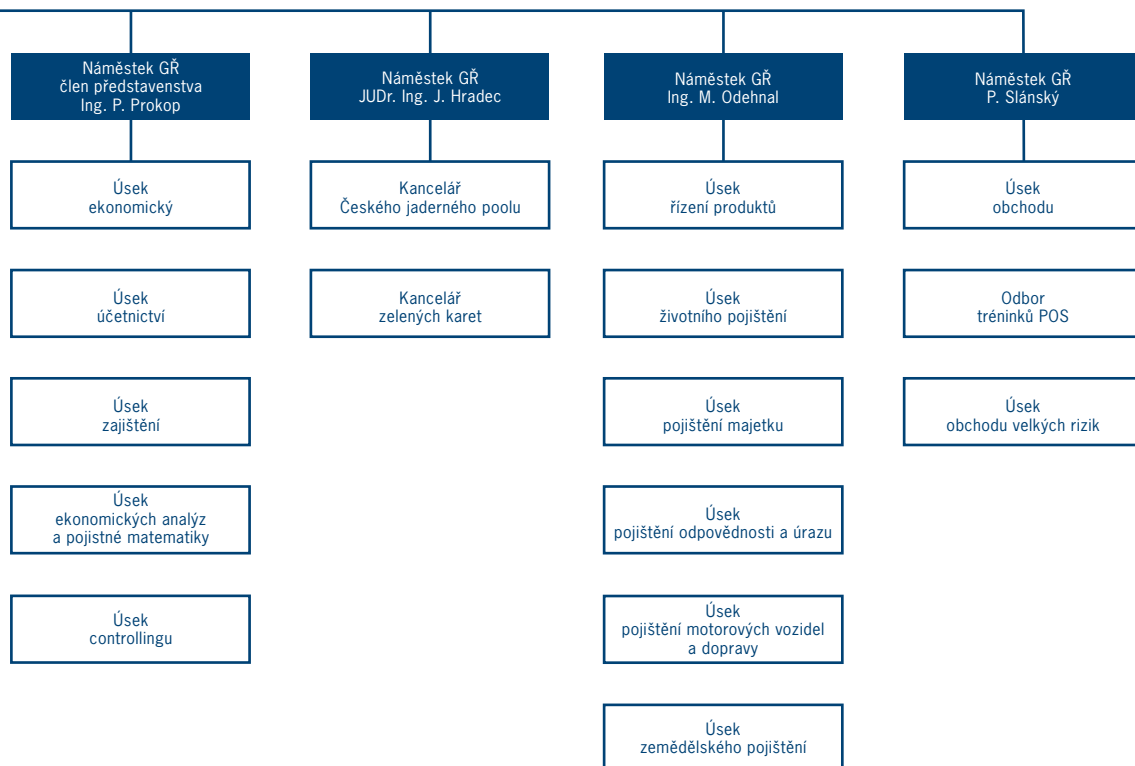 Náměstek GŘ
člen představenstva
Ing. P. Prokop
Úsek
ekonomický
Úsek
účetnictví
Úsek
zajištění
Úsek
ekonomických analýz
a pojistné matematiky
Úsek
controllingu
Náměstek GŘ
JUDr. Ing. J. Hradec
Kancelář
Českého jaderného poolu
Kancelář
zelených karet
Náměstek GŘ
Ing. M. Odehnal
Úsek
řízení produktů
Úsek
životního pojištění
Úsek
pojištění majetku
Úsek
pojištění odpovědnosti a úrazu
Úsek
pojištění motorových vozidel
a dopravy
Úsek
zemědělského pojištění
Náměstek GŘ
P. Slánský
Úsek
obchodu
Odbor
tréninků POS
Úsek
obchodu velkých rizik